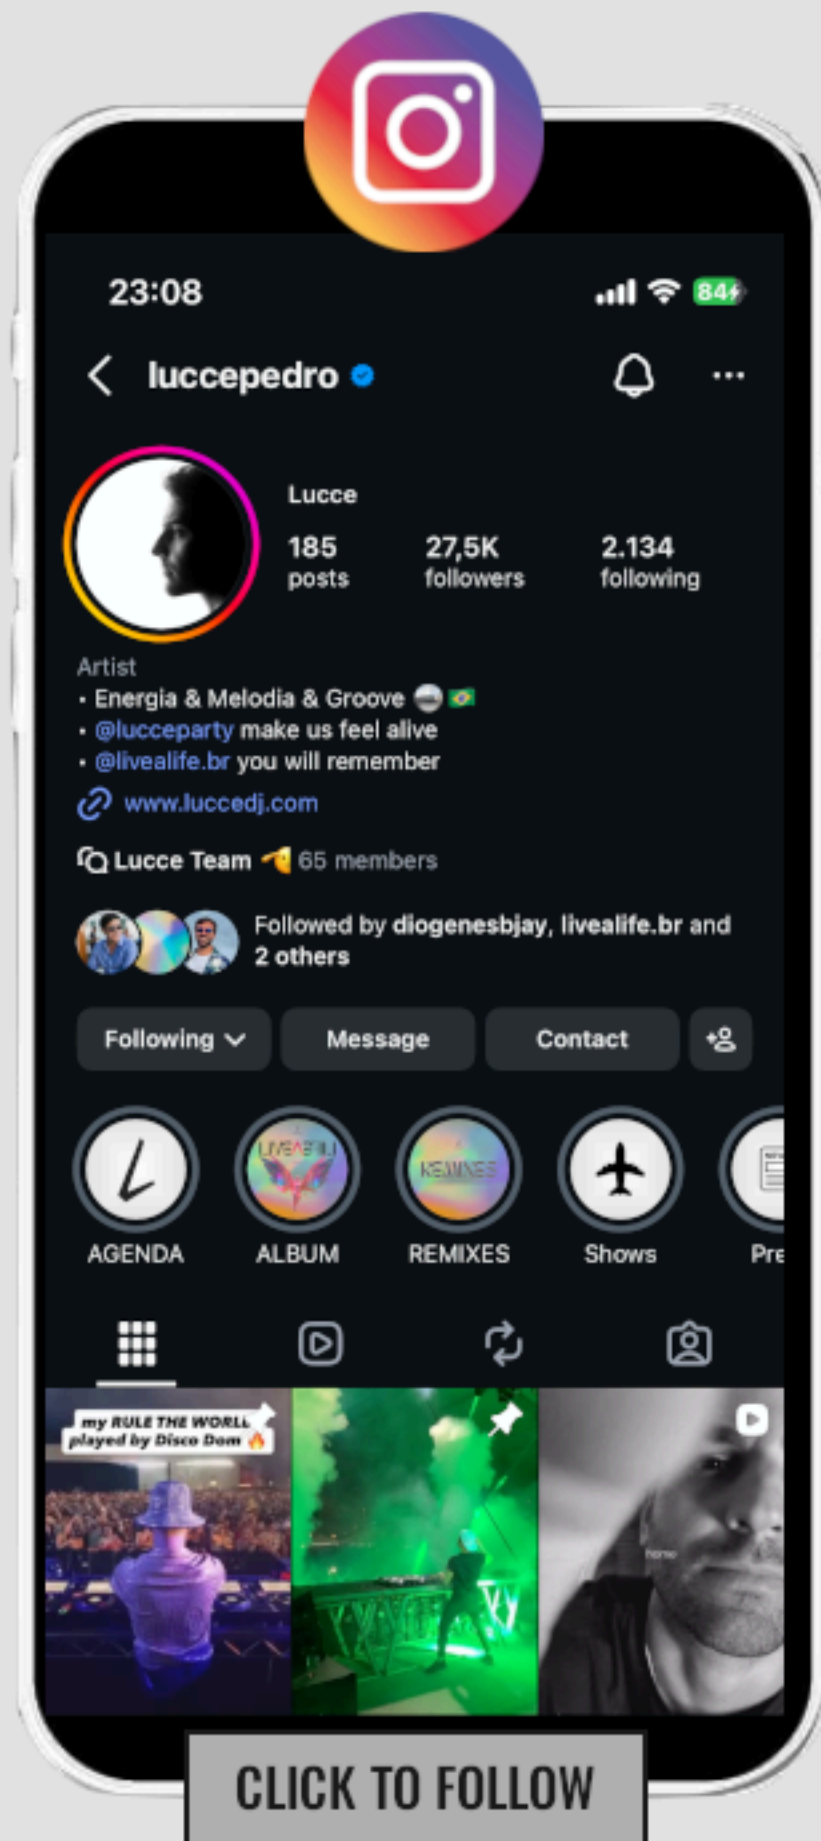 23:08
84
luccepedro
Lucce
185 27,5K 2.134
posts followers following
Artist
• Energia & Melodia & Groove
• @lucceparty make us feel alive
• @livealife.br you will remember
www.luccedj.com
Lucce Team 65 members
Followed by diogenesbjay, livealife.br and
2 others
Following Message Contact
REMIXES
AGENDA ALBUM REMIXES Shows Pre
my RULE THE WORLD
played by Disco Dom
home
CLICK TO FOLLOW